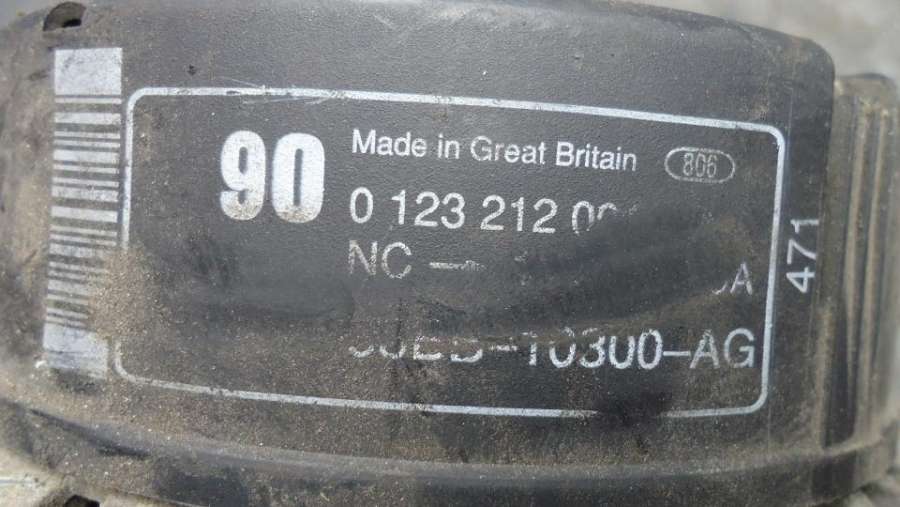 90
Made in Great Britain 806
0 123 212
NC –
-10300-AG
471